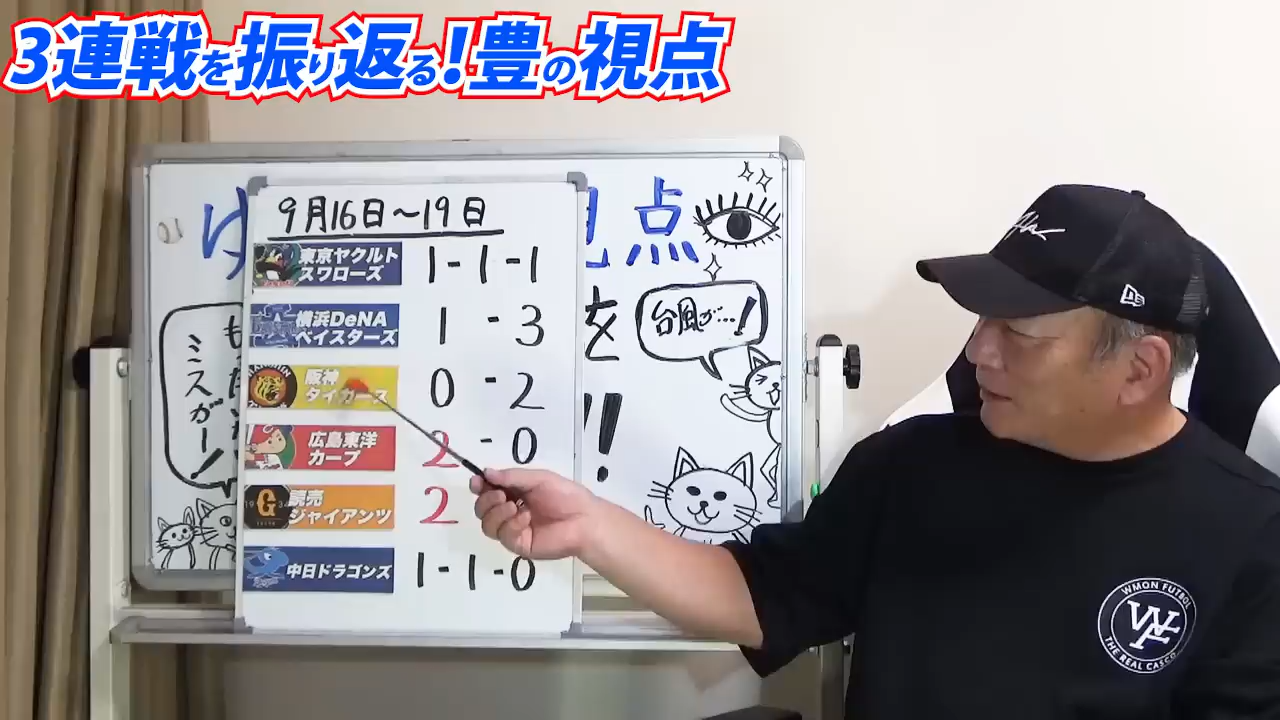 3連戦を振り返る!豊の視点
9月16日~19日
ゆ
視点
東京ヤクルト
スワローズ
1-1-1
横浜DeNA
ベイスターズ
1-3
阪神
タイガース
0-2
広島東洋
カープ
2-0
読売
ジャイアンツ
2
中日ドラゴンズ
1-1-0
を
!!
台風が…!
ミスガー!
WMON FUTBOL
WF
THE REAL CASCO